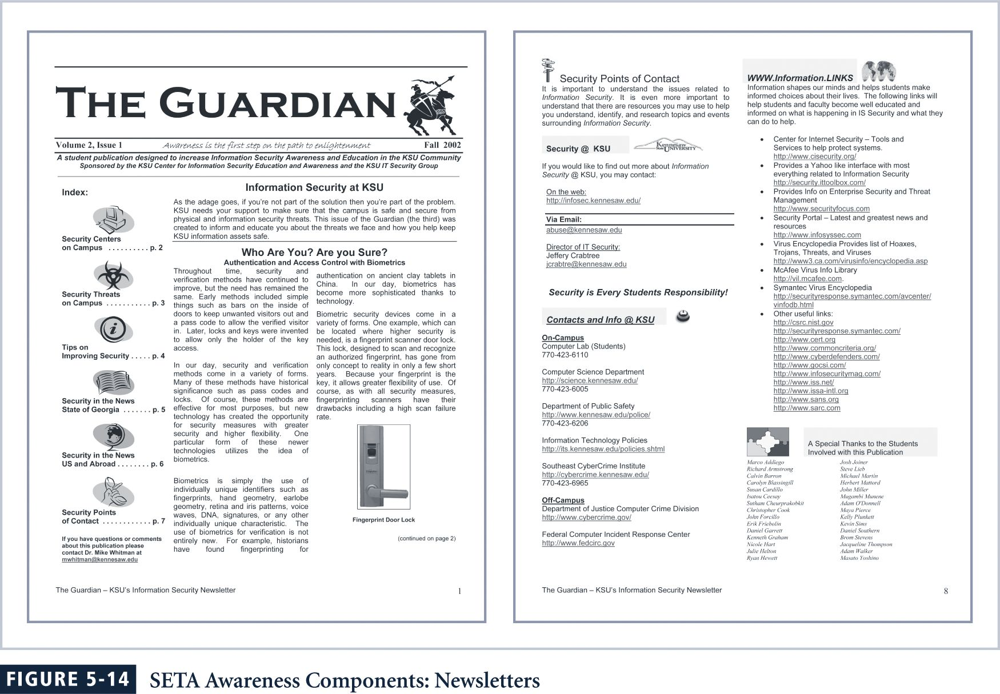 THE GUARDIAN
Volume 2, Issue 1
Awareness is the first step on the path to enlightenment
Fall 2002
A student publication designed to increase Information Security Awareness and Education in the KSU Community
Sponsored by the KSU Center for Information Security Education and Awareness and the KSU IT Security Group
Index:
Security Centers
on Campus . . . . . . . . . . p. 2
Security Threats
on Campus . . . . . . . . . . . p. 3
Tips on
Improving Security . . . . . p. 4
Security in the News
State of Georgia . . . . . . . p. 5
Security in the News
US and Abroad . . . . . . . . p. 6
Security Points
of Contact . . . . . . . . . . . . p. 7
If you have questions or comments
about this publication please
contact Dr. Mike Whitman at
mwhitman@kennesaw.edu
Information Security at KSU
As the adage goes, if you're not part of the solution then you're part of the problem.
KSU needs your support to make sure that the campus is safe and secure from
physical and information security threats. This issue of the Guardian (the third) was
created to inform and educate you about the threats we face and how you help keep
KSU information assets safe.
Who Are You? Are you Sure?
Authentication and Access Control with Biometrics
Throughout time, security and
verification methods have continued to
improve, but the need has remained the
same. Early methods included simple
things such as bars on the inside of
doors to keep unwanted visitors out and
a pass code to allow the verified visitor
in. Later, locks and keys were invented
to allow only the holder of the key
access.
In our day, security and verification
methods come in a variety of forms.
Many of these methods have historical
significance such as pass codes and
locks. Of course, these methods are
effective for most purposes, but new
technology has created the opportunity
for security measures with greater
security and higher flexibility. One
particular form of these newer
technologies utilizes the idea of
biometrics.
Biometrics is simply the use of
individually unique identifiers such as
fingerprints, hand geometry, earlobe
geometry, retina and iris patterns, voice
waves, DNA, signatures, or any other
individually unique characteristic. The
use of biometrics for verification is not
entirely new. For example, historians
have found fingerprinting for
authentication on ancient clay tablets in
China. In our day, biometrics has
become more sophisticated thanks to
technology.
Biometric security devices come in a
variety of forms. One example, which can
be located where higher security is
needed, is a fingerprint scanner door lock.
This lock, designed to scan and recognize
an authorized fingerprint, has gone from
only concept to reality in only a few short
years. Because your fingerprint is the
key, it allows greater flexibility of use. Of
course, as with all security measures,
fingerprinting scanners have their
drawbacks including a high scan failure
rate.
Fingerprint Door Lock
(continued on page 2)
The Guardian – KSU's Information Security Newsletter
1
Security Points of Contact
It is important to understand the issues related to
Information Security. It is even more important to
understand that there are resources you may use to help
you understand, identify, and research topics and events
surrounding Information Security.
Security @ KSU
Kennesaw
State UNIVERSITY
If you would like to find out more about Information
Security @ KSU, you may contact:
On the web:
http://infosec.kennesaw.edu/
Via Email:
abuse@kennesaw.edu
Director of IT Security:
Jeffery Crabtree
jcrabtre@kennesaw.edu
Security is Every Students Responsibility!
Contacts and Info @ KSU
On-Campus
Computer Lab (Students)
770-423-6110
Computer Science Department
http://science.kennesaw.edu/
770-423-6005
Department of Public Safety
http://www.kennesaw.edu/police/
770-423-6206
Information Technology Policies
http://its.kennesaw.edu/policies.shtml
Southeast CyberCrime Institute
http://cybercrime.kennesaw.edu/
770-423-6965
Off-Campus
Department of Justice Computer Crime Division
http://www.cybercrime.gov/
Federal Computer Incident Response Center
http://www.fedcirc.gov
WWW.Information.LINKS
Information shapes our minds and helps students make
informed choices about their lives. The following links will
help students and faculty become well educated and
informed on what is happening in IS Security and what they
can do to help.
• Center for Internet Security – Tools and
Services to help protect systems.
http://www.cisecurity.org/
• Provides a Yahoo like interface with most
everything related to Information Security
http://security.ittoolbox.com/
• Provides Info on Enterprise Security and Threat
Management
http://www.securityfocus.com
• Security Portal – Latest and greatest news and
resources
http://www.infosyssec.com
• Virus Encyclopedia Provides list of Hoaxes,
Trojans, Threats, and Viruses
http://www3.ca.com/virusinfo/encyclopedia.asp
• McAfee Virus Info Library
http://vil.mcafee.com.
• Symantec Virus Encyclopedia
http://securityresponse.symantec.com/avcenter/
vinfodb.html
• Other useful links:
http://csrc.nist.gov
http://securityresponse.symantec.com/
http://www.cert.org
http://www.commoncriteria.org/
http://www.cyberdefenders.com/
http://www.gocsi.com/
http://www.infosecuritymag.com/
http://www.iss.net/
http://www.issa-intl.org
http://www.sans.org
http://www.sarc.com
A Special Thanks to the Students
Involved with this Publication
Marco Addiego
Richard Armstrong
Calvin Barron
Carolyn Blassingill
Susan Cardillo
Isatou Ceesay
Sutham Cheurprakobkit
Christopher Cook
John Forcillo
Erik Friebolin
Daniel Garrett
Kenneth Graham
Nicole Hart
Julie Helton
Ryan Hewett
Josh Joiner
Steve Lieb
Michael Martin
Herbert Mattord
John Miller
Mugambi Munene
Adam O'Donnell
Maya Pierce
Kelly Plunkett
Kevin Sims
Daniel Southern
Brom Stevens
Jacqueline Thompson
Adam Walker
Masato Yoshino
The Guardian – KSU's Information Security Newsletter
8
FIGURE 5-14 SETA Awareness Components: Newsletters